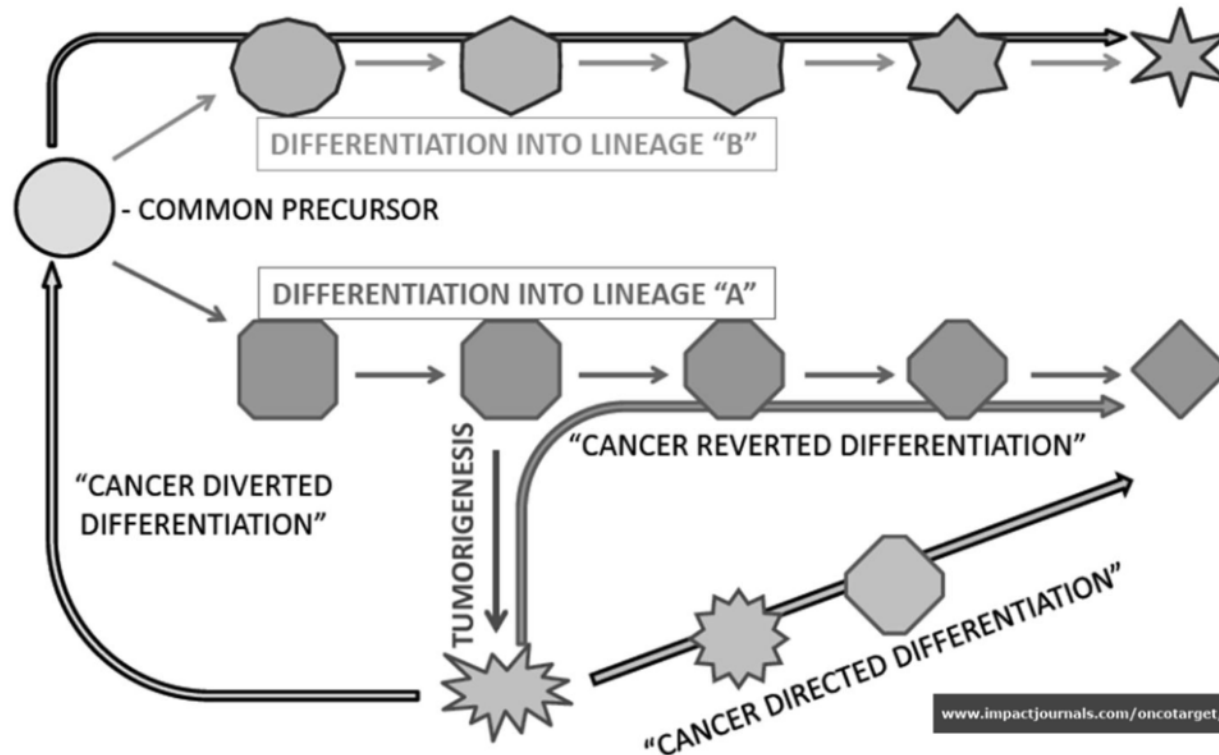 DIFFERENTIATION INTO LINEAGE “B”
- COMMON PRECURSOR
DIFFERENTIATION INTO LINEAGE “A”
“CANCER REVERTED DIFFERENTIATION”
“CANCER DIVERTED
DIFFERENTIATION”
TUMORIGENESIS
“CANCER DIRECTED DIFFERENTIATION”
www.impactjournals.com/oncotarget/